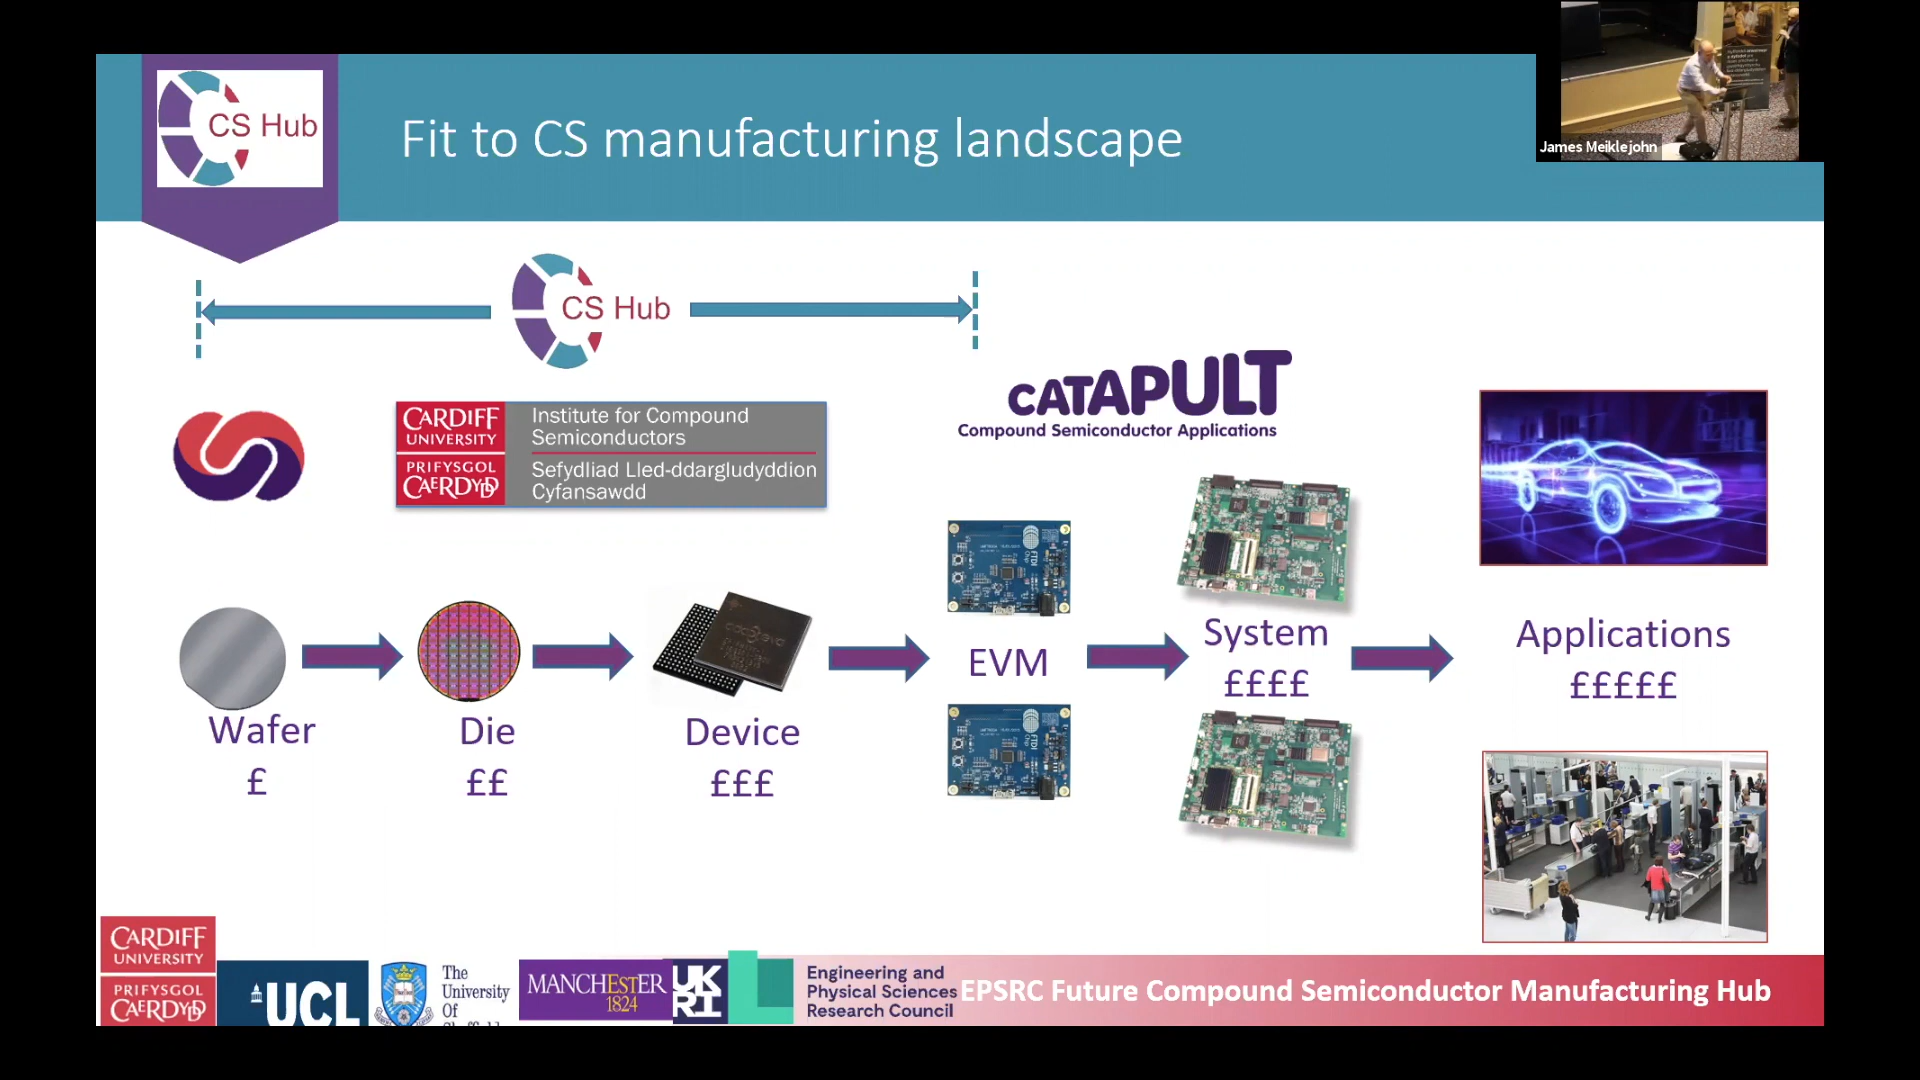 CS Hub
Fit to CS manufacturing landscape
James Meiklejohn
CS Hub
CARDIFF
UNIVERSITY
PRIFYSGOL
CAERDYDD
Institute for Compound
Semiconductors
Sefydliad Lled-ddargludyddion
Cyfansawdd
CATAPULT
Compound Semiconductor Applications
Wafer
£
Die
££
Device
£££
EVM
System
££££
Applications
£££££
CARDIFF
UNIVERSITY
PRIFYSGOL
CAERDYDD
UCL
The
University
Of
MANCHESTER
1824
UK
RI
Engineering and
Physical Sciences
Research Council
EPSRC Future Compound Semiconductor Manufacturing Hub